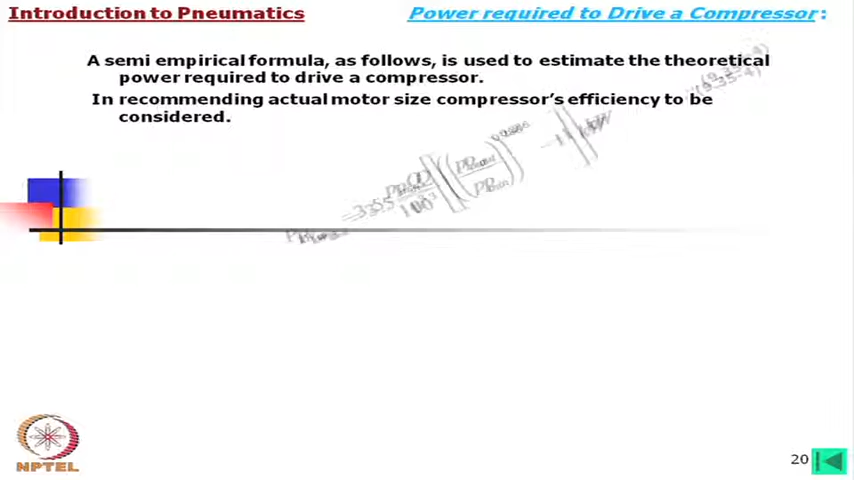 Introduction to Pneumatics
Power required to Drive a Compressor :
A semi empirical formula, as follows, is used to estimate the theoretical
power required to drive a compressor.
In recommending actual motor size compressor's efficiency to be
considered.
NPTEL
20